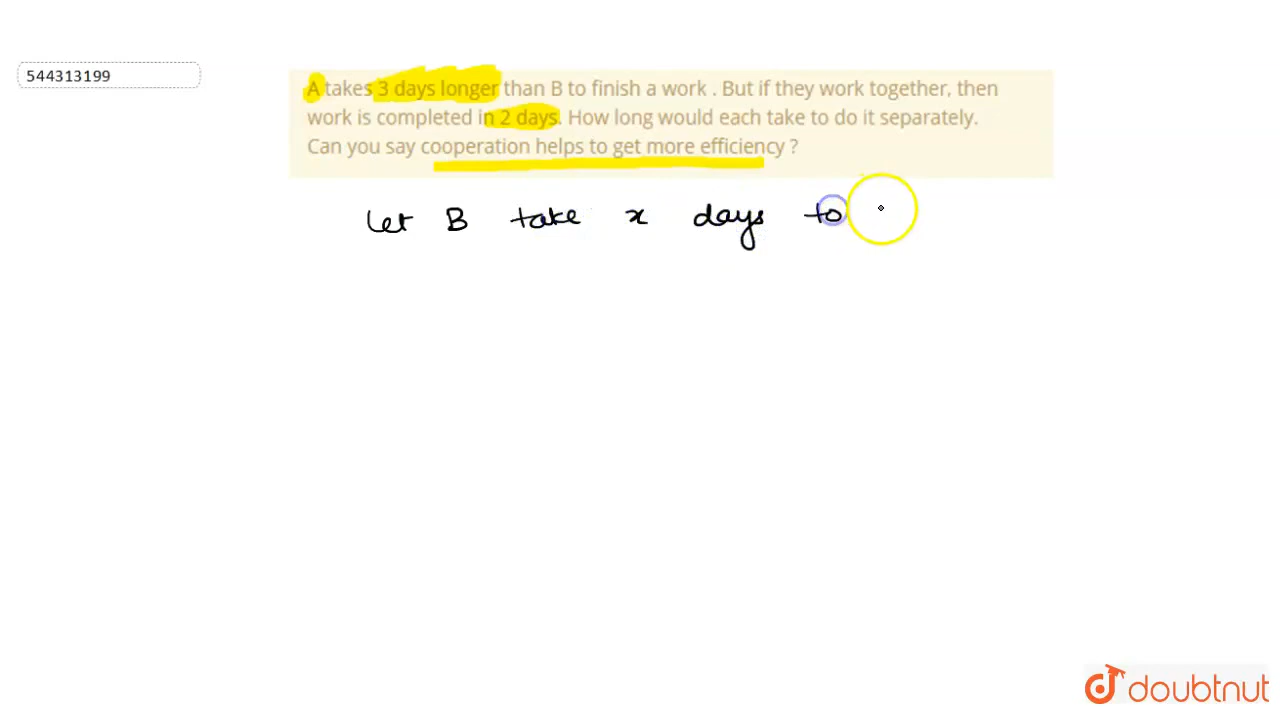 544313199
A takes 3 days longer than B to finish a work . But if they work together, then
work is completed in 2 days. How long would each take to do it separately.
Can you say cooperation helps to get more efficiency ?
Let B take x days to
doubtnut